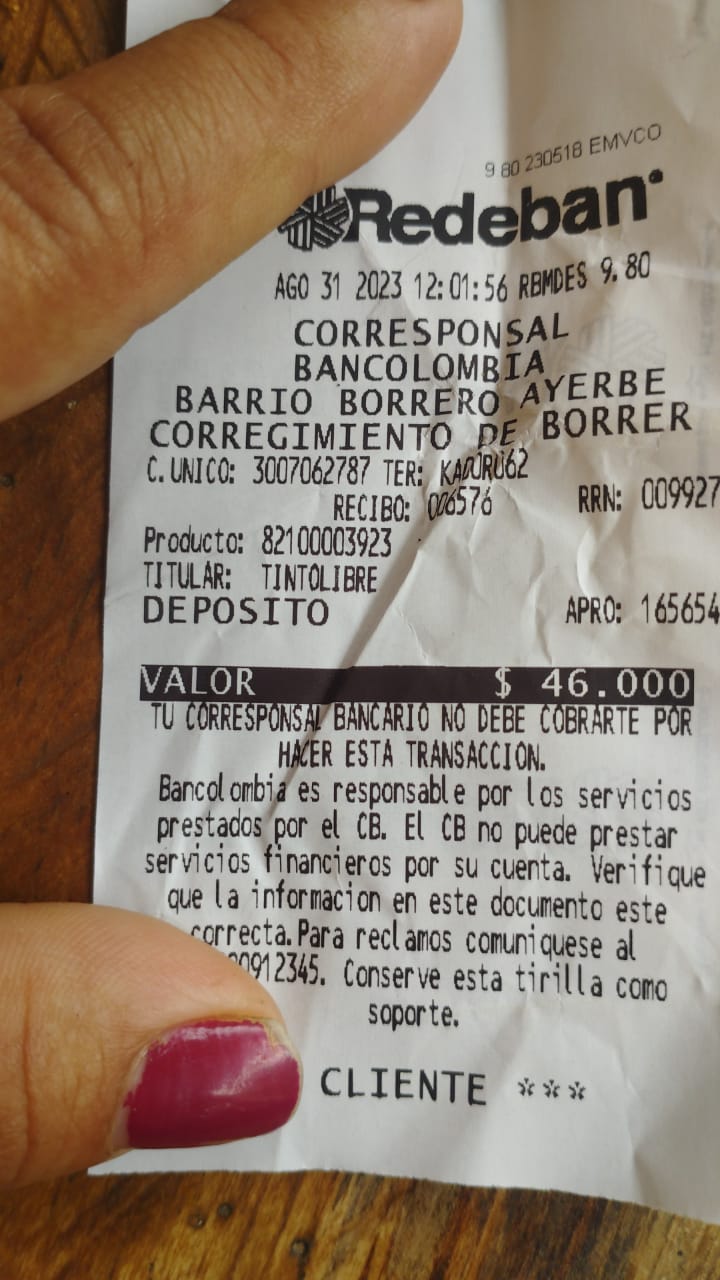 9 80 230518 EMVCO
Redeban
AGO 31 2023 12:01:56 RBMDES 9.80
CORRESPONSAL
BANCOLOMBIA
BARRIO BORRERO AYERBE
CORREGIMIENTO DE BORRER
C.UNICO: 3007062787 TER:
RECIBO: 006576 RRN: 009927
Producto: 82100003923
TITULAR: TINTOLIBRE
DEPOSITO APRO: 165654
VALOR $ 46.000
TU CORRESPONSAL BANCARIO NO DEBE COBRARTE POR
HACER ESTA TRANSACCION.
Bancolombia es responsable por los servicios
prestados por el CB. El CB no puede prestar
servicios financieros por su cuenta. Verifique
que la informacion en este documento este
correcta.Para reclamos comuniquese al
0912345. Conserve esta tirilla como
soporte.
CLIENTE ***